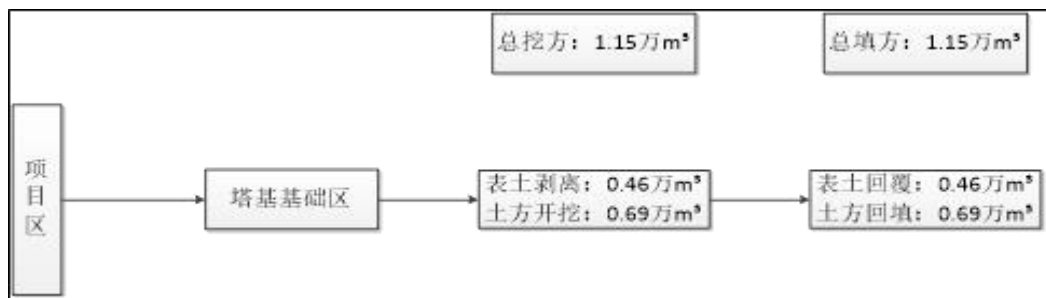 总挖方：1.15万m³
总填方：1.15万m³
项目区
塔基基础区
表土剥离：0.46万m³
土方开挖：0.69万m³
表土回覆：0.46万m³
土方回填：0.69万m³